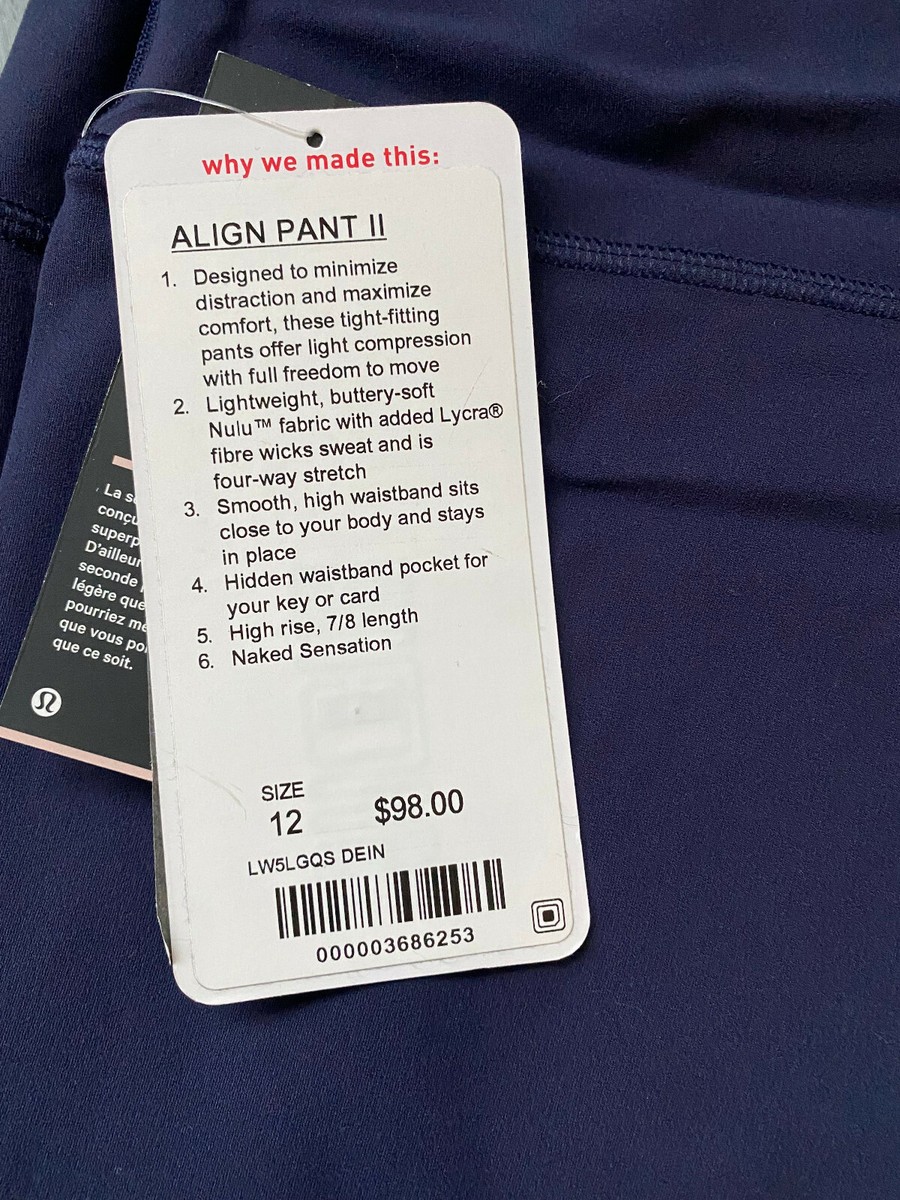 why we made this:
ALIGN PANT II
1. Designed to minimize
distraction and maximize
comfort, these tight-fitting
pants offer light compression
with full freedom to move
2. Lightweight, buttery-soft
Nulu™ fabric with added Lycra®
fibre wicks sweat and is
four-way stretch
3. Smooth, high waistband sits
close to your body and stays
in place
4. Hidden waistband pocket for
your key or card
5. High rise, 7/8 length
6. Naked Sensation
SIZE
12 $98.00
LW5LGQS DEIN
000003686253
La
D'ailleur
seconde
légère que
pourriez
que vous
que ce soit.